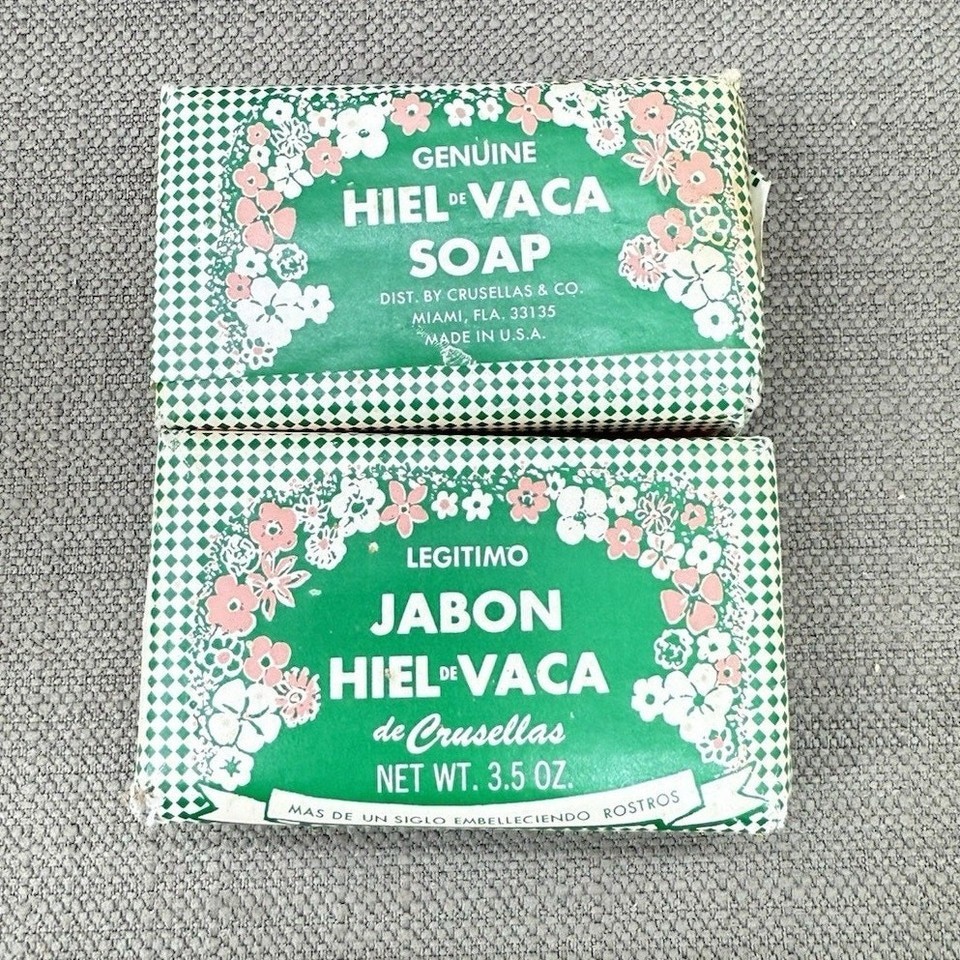 GENUINE
HIEL DE VACA
SOAP
DIST. BY CRUSELLAS & CO.
MIAMI, FLA. 33135
MADE IN U.S.A.
LEGITIMO
JABON
HIEL DE VACA
de Crusellas
NET WT. 3.5 OZ.
MAS DE UN SIGLO EMBELLECIENDO ROSTROS